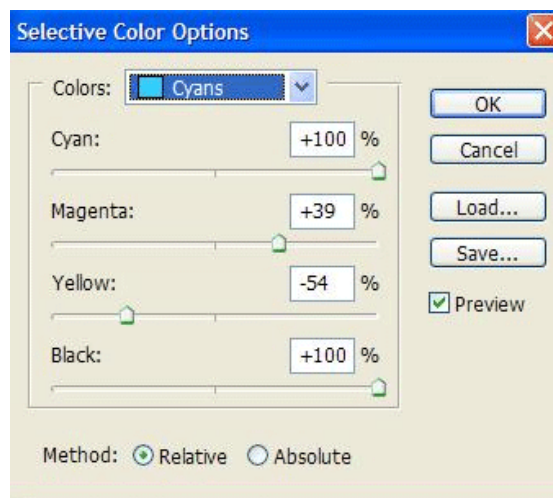 Selective Color Options
Colors: Cyans
OK
Cyan: +100 %
Cancel
Magenta: +39 %
Load...
Save...
Yellow: -54 %
Preview
Black: +100 %
Method: Relative Absolute